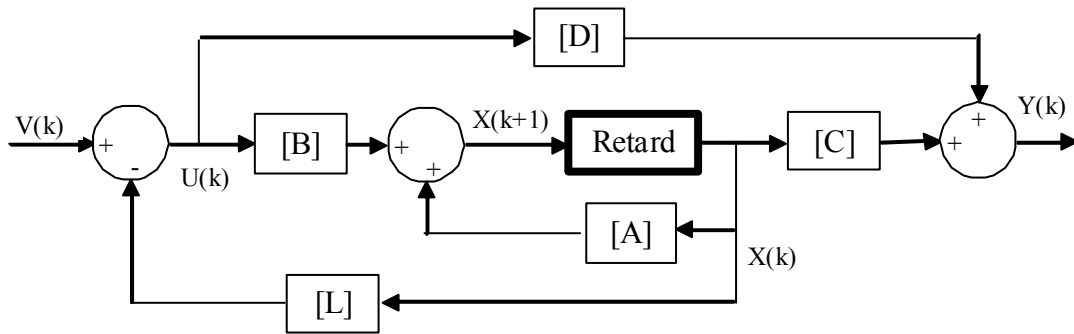 [D]
V(k)
+
-
U(k)
[B]
+
+
X(k+1)
Retard
[C]
+
+
Y(k)
[A]
X(k)
[L]